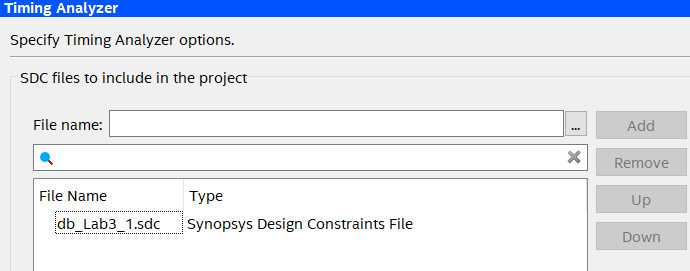 Timing Analyzer
Specify Timing Analyzer options.
SDC files to include in the project
File name: ... Add
Remove
File Name Type Up
db_Lab3_1.sdc Synopsys Design Constraints File
Down